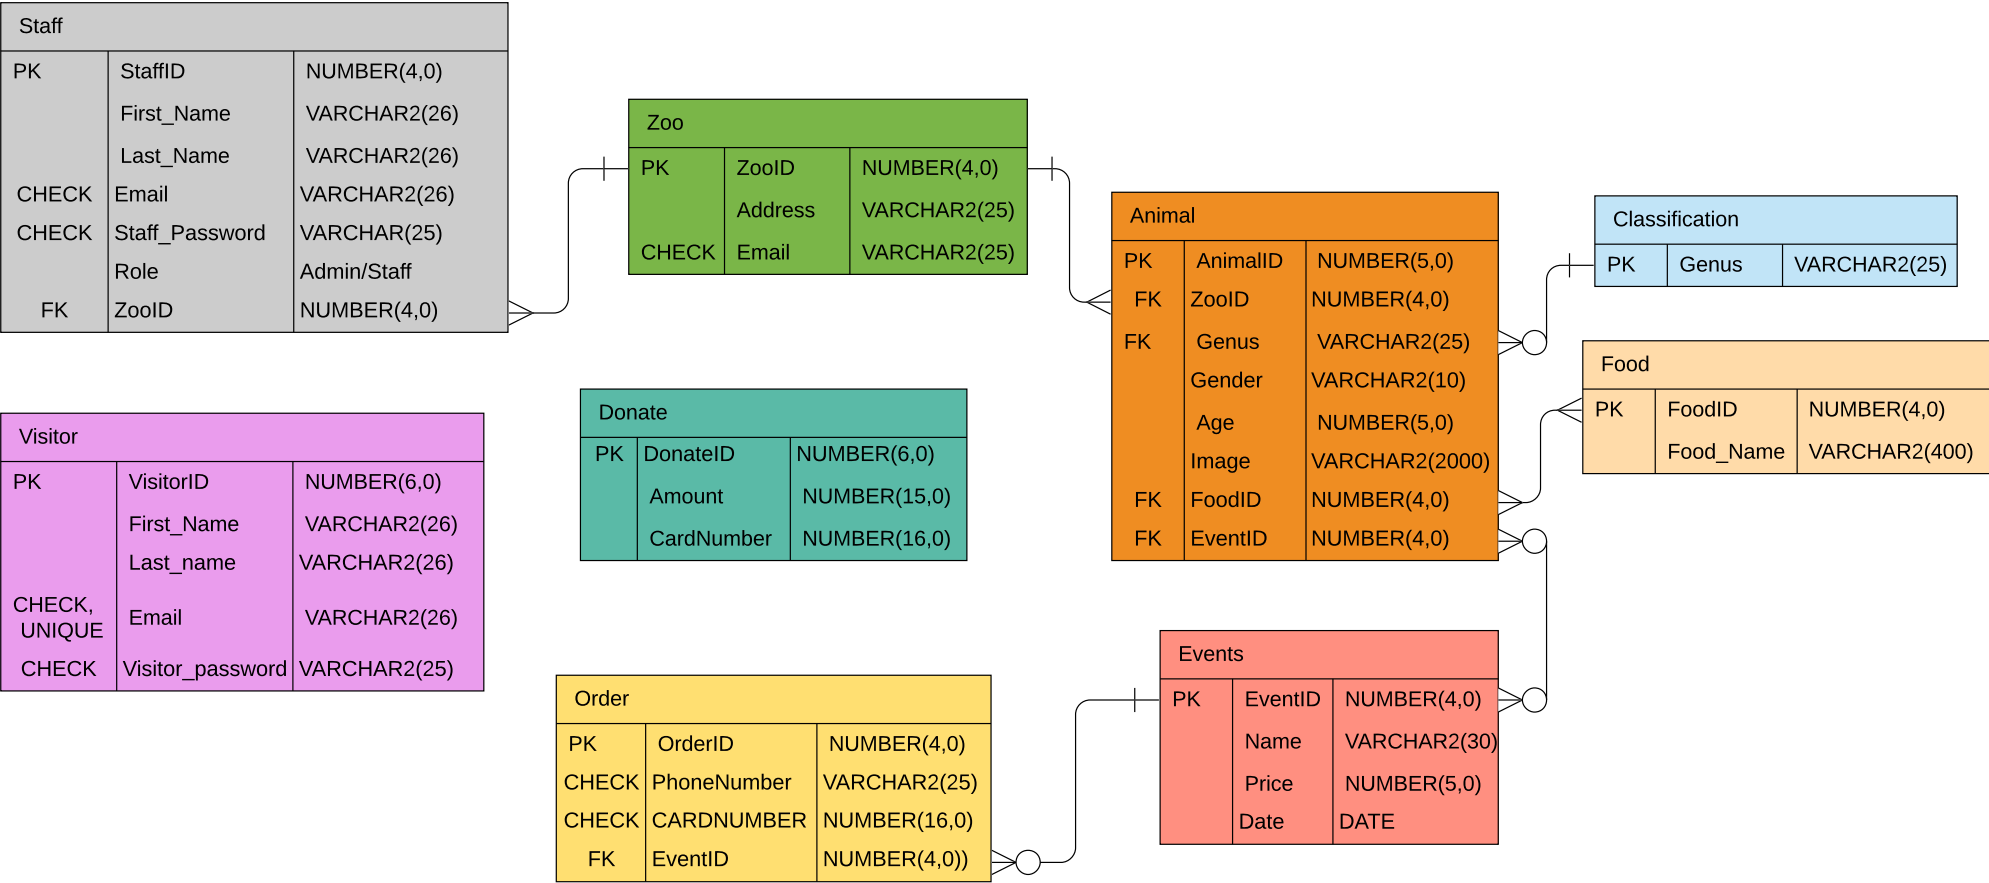 Staff
PK StaffID NUMBER(4,0)
First_Name VARCHAR2(26)
Last_Name VARCHAR2(26)
CHECK Email VARCHAR2(26)
CHECK Staff_Password VARCHAR(25)
Role Admin/Staff
FK ZooID NUMBER(4,0)
Zoo
PK ZooID NUMBER(4,0)
Address VARCHAR2(25)
CHECK Email VARCHAR2(25)
Animal
PK AnimalID NUMBER(5,0)
FK ZooID NUMBER(4,0)
FK Genus VARCHAR2(25)
Gender VARCHAR2(10)
Age NUMBER(5,0)
Image VARCHAR2(2000)
FK FoodID NUMBER(4,0)
FK EventID NUMBER(4,0)
Classification
PK Genus VARCHAR2(25)
Food
PK FoodID NUMBER(4,0)
Food_Name VARCHAR2(400)
Visitor
PK VisitorID NUMBER(6,0)
First_Name VARCHAR2(26)
Last_name VARCHAR2(26)
CHECK,
UNIQUE Email VARCHAR2(26)
CHECK Visitor_password VARCHAR2(25)
Donate
PK DonateID NUMBER(6,0)
Amount NUMBER(15,0)
CardNumber NUMBER(16,0)
Order
PK OrderID NUMBER(4,0)
CHECK PhoneNumber VARCHAR2(25)
CHECK CARDNUMBER NUMBER(16,0)
FK EventID NUMBER(4,0))
Events
PK EventID NUMBER(4,0)
Name VARCHAR2(30)
Price NUMBER(5,0)
Date DATE